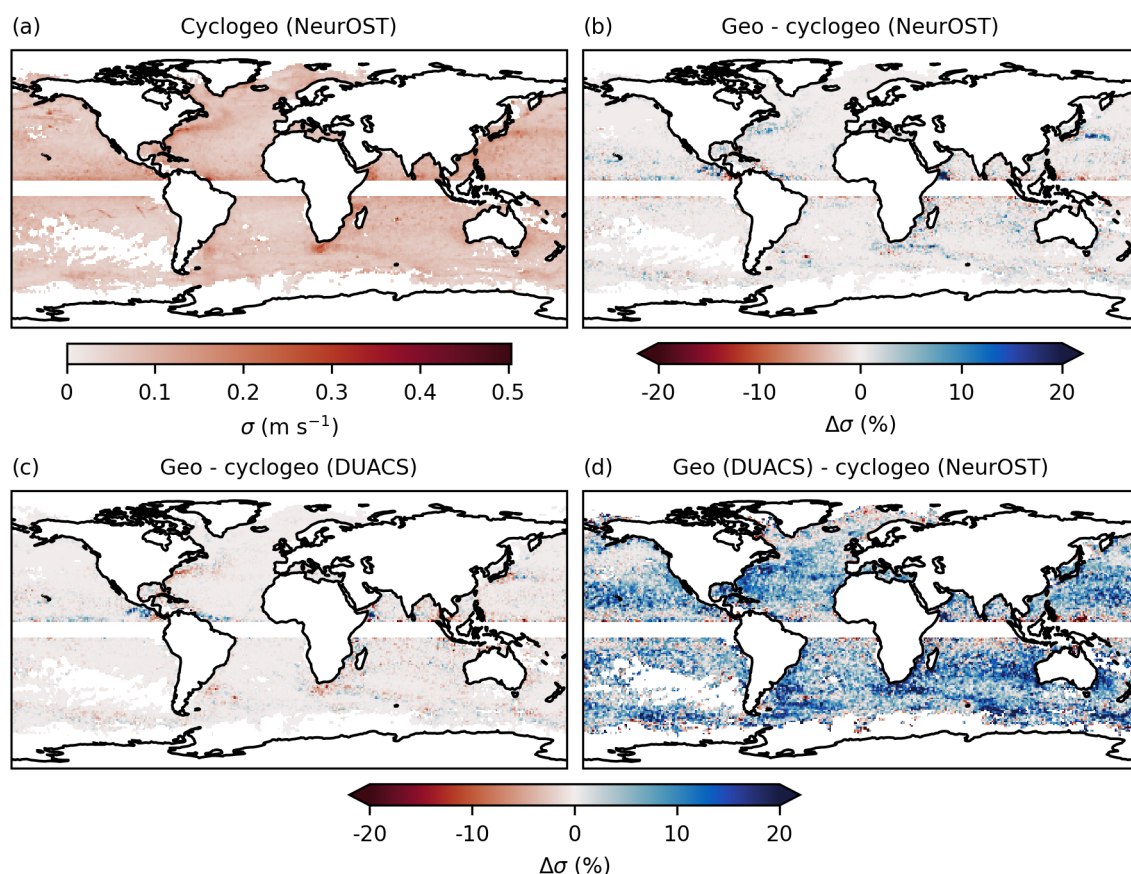 (a) Cyclogeo (NeurOST)
(b) Geo - cyclogeo (NeurOST)
0 0.1 0.2 0.3 0.4 0.5
σ (m s⁻¹)
-20 -10 0 10 20
Δσ (%)
(c) Geo - cyclogeo (DUACS)
(d) Geo (DUACS) - cyclogeo (NeurOST)
-20 -10 0 10 20
Δσ (%)